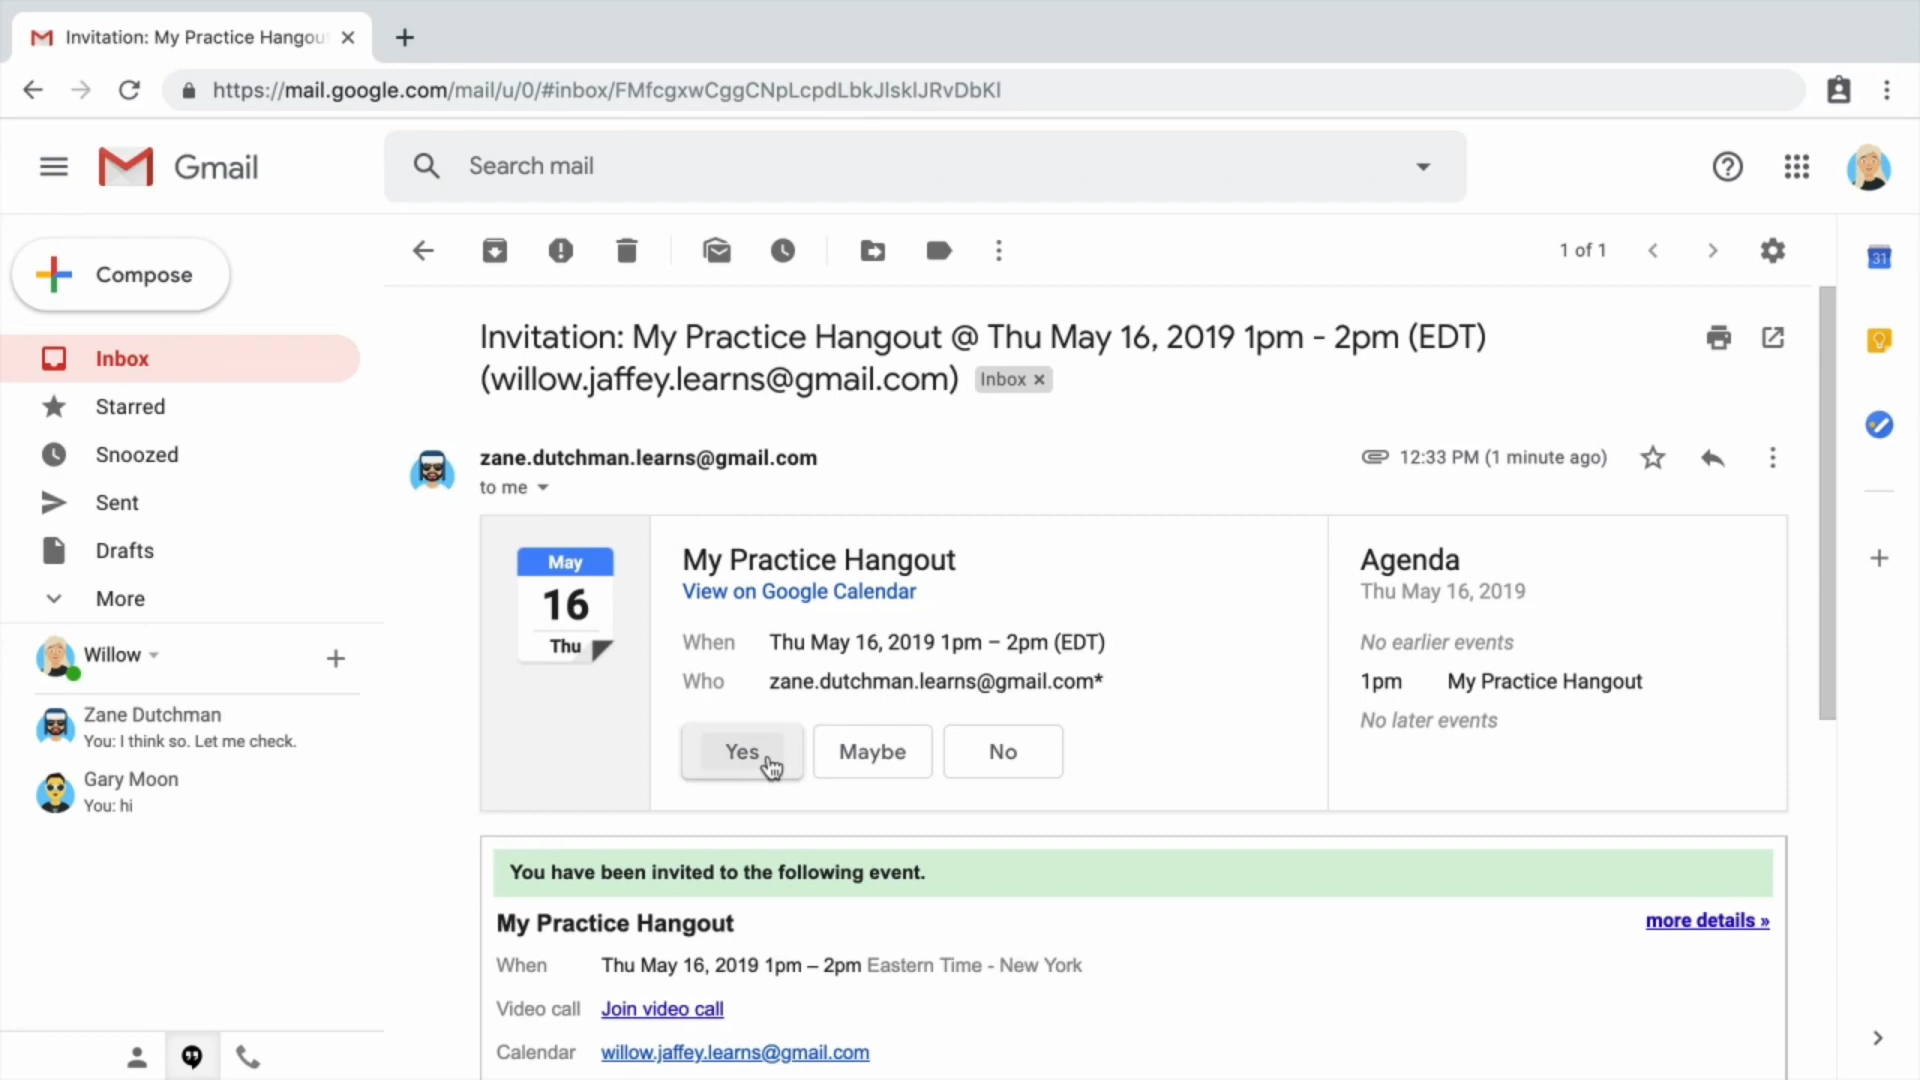 Invitation: My Practice Hangou
https://mail.google.com/mail/u/0/#inbox/FMfcgxwCggCNpLcpdLbkJlsklJRvDbKl
Gmail
Search mail
Compose
1 of 1
31
Inbox
Starred
Snoozed
Sent
Drafts
More
Willow
Zane Dutchman
You: I think so. Let me check.
Gary Moon
You: hi
Invitation: My Practice Hangout @ Thu May 16, 2019 1pm - 2pm (EDT)
(willow.jaffey.learns@gmail.com) Inbox ×
zane.dutchman.learns@gmail.com
12:33 PM (1 minute ago)
to me
May
16
Thu
My Practice Hangout
View on Google Calendar
When Thu May 16, 2019 1pm – 2pm (EDT)
Who zane.dutchman.learns@gmail.com*
Yes Maybe No
Agenda
Thu May 16, 2019
No earlier events
1pm My Practice Hangout
No later events
You have been invited to the following event.
My Practice Hangout
more details »
When Thu May 16, 2019 1pm – 2pm Eastern Time - New York
Video call Join video call
Calendar willow.jaffey.learns@gmail.com